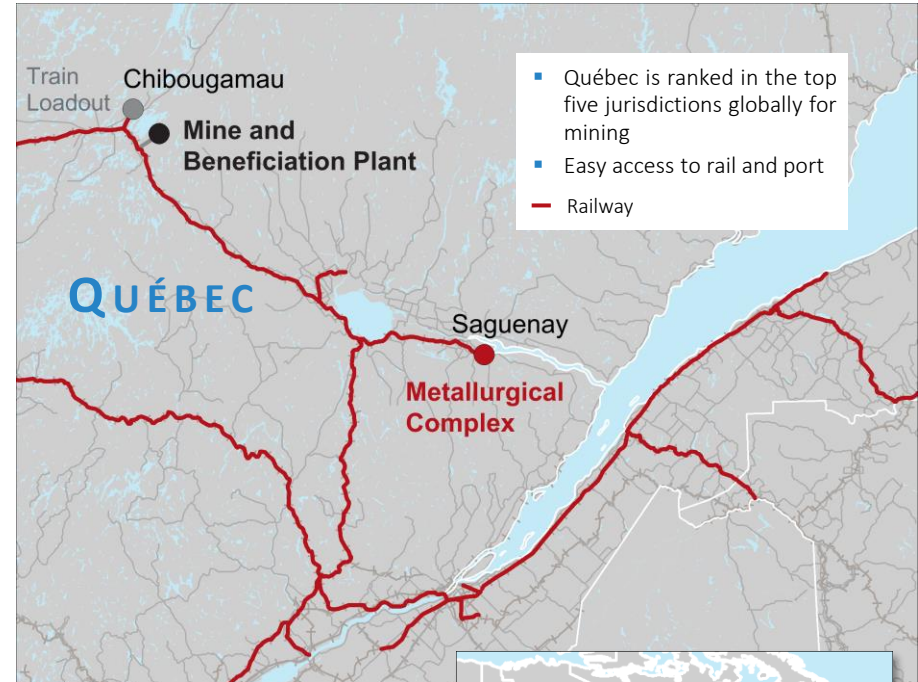 Train
Loadout
Chibougamau
Mine and
Beneficiation Plant
▪ Québec is ranked in the top
five jurisdictions globally for
mining
▪ Easy access to rail and port
Railway
QUÉBEC
Saguenay
Metallurgical
Complex